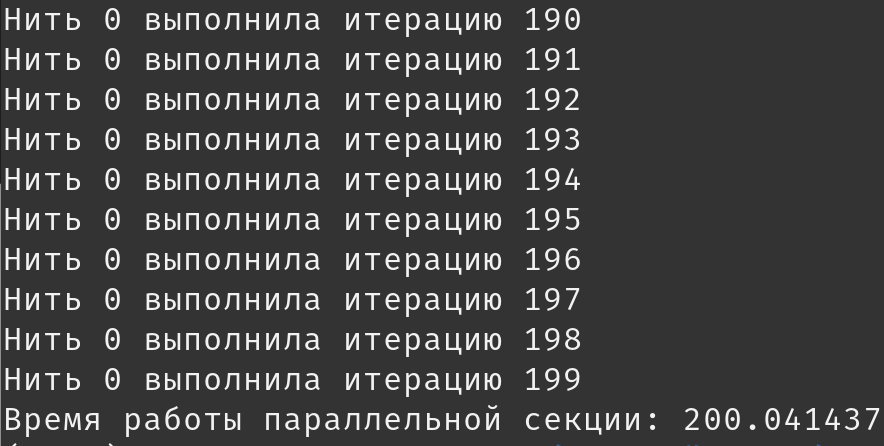 Нить 0 выполнила итерацию 190
Нить 0 выполнила итерацию 191
Нить 0 выполнила итерацию 192
Нить 0 выполнила итерацию 193
Нить 0 выполнила итерацию 194
Нить 0 выполнила итерацию 195
Нить 0 выполнила итерацию 196
Нить 0 выполнила итерацию 197
Нить 0 выполнила итерацию 198
Нить 0 выполнила итерацию 199
Время работы параллельной секции: 200.041437